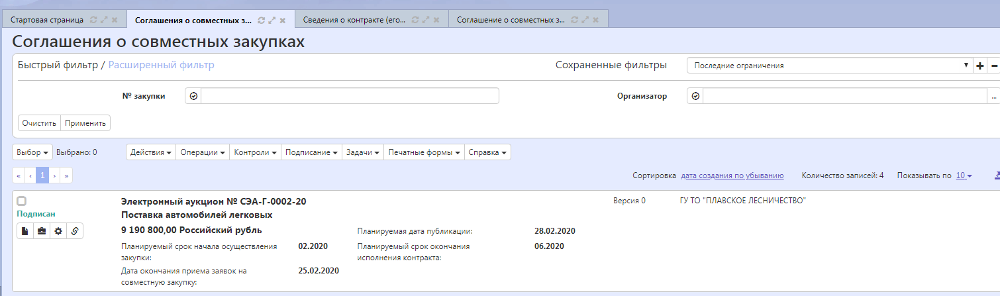 Стартовая страница Соглашения о совместных з... Сведения о контракте (его... Соглашение о совместных з...
Соглашения о совместных закупках
Быстрый фильтр / Расширенный фильтр Сохраненные фильтры Последние ограничения
№ закупки Организатор ...
Очистить Применить
Выбор Выбрано: 0 Действия Операции Контроли Подписание Задачи Печатные формы Справка
« ‹ 1 › » Сортировка дата создания по убыванию Количество записей: 4 Показывать по 10
Электронный аукцион № СЭА-Г-0002-20 Версия 0 ГУ ТО "ПЛАВСКОЕ ЛЕСНИЧЕСТВО"
Подписан Поставка автомобилей легковых
9 190 800,00 Российский рубль Планируемая дата публикации: 28.02.2020
Планируемый срок начала осуществления 02.2020 Планируемый срок окончания 06.2020
закупки: исполнения контракта:
Дата окончания приема заявок на 25.02.2020
совместную закупку: